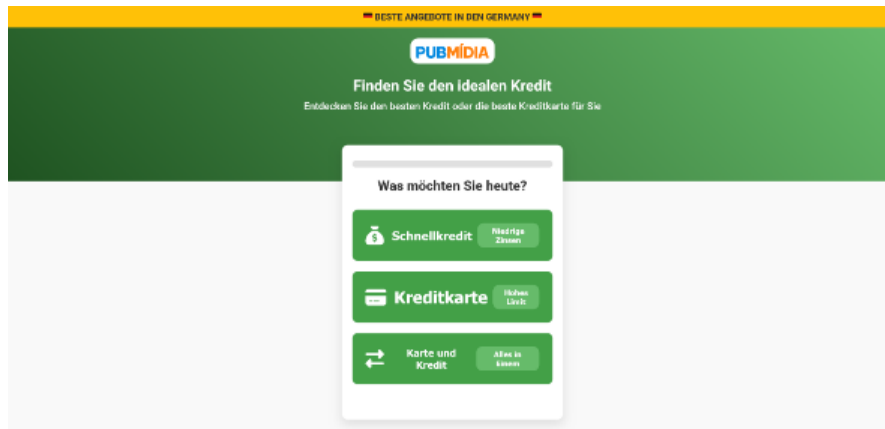 BESTE ANGEBOTE IN DEN GERMANY
PUBMÍDIA
Finden Sie den idealen Kredit
Entdecken Sie den besten Kredit oder die beste Kreditkarte für Sie
Was möchten Sie heute?
Schnellkredit
Niedrige
Zinsen
Kreditkarte
Hohes
Limit
Karte und
Kredit
Alles in
Einem